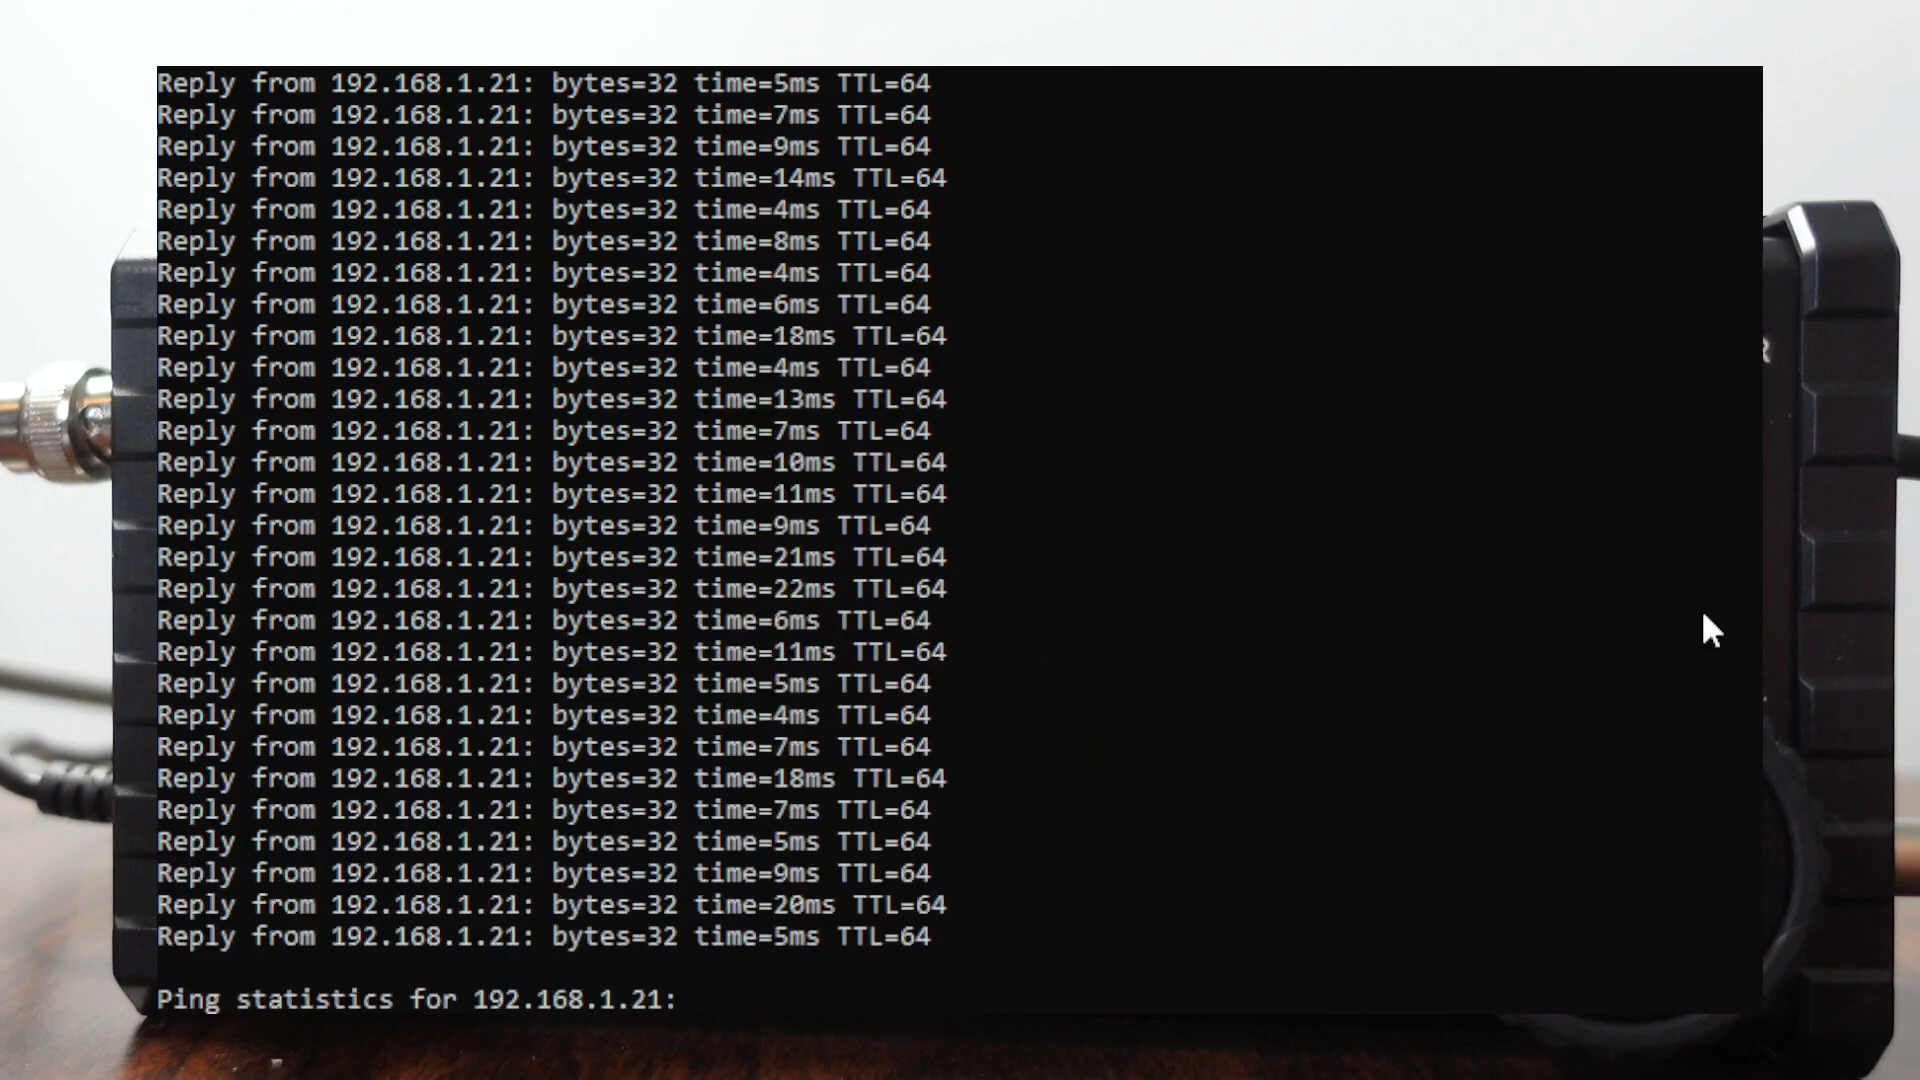 Reply from 192.168.1.21: bytes=32 time=5ms TTL=64
Reply from 192.168.1.21: bytes=32 time=7ms TTL=64
Reply from 192.168.1.21: bytes=32 time=9ms TTL=64
Reply from 192.168.1.21: bytes=32 time=14ms TTL=64
Reply from 192.168.1.21: bytes=32 time=4ms TTL=64
Reply from 192.168.1.21: bytes=32 time=8ms TTL=64
Reply from 192.168.1.21: bytes=32 time=4ms TTL=64
Reply from 192.168.1.21: bytes=32 time=6ms TTL=64
Reply from 192.168.1.21: bytes=32 time=18ms TTL=64
Reply from 192.168.1.21: bytes=32 time=4ms TTL=64
Reply from 192.168.1.21: bytes=32 time=13ms TTL=64
Reply from 192.168.1.21: bytes=32 time=7ms TTL=64
Reply from 192.168.1.21: bytes=32 time=10ms TTL=64
Reply from 192.168.1.21: bytes=32 time=11ms TTL=64
Reply from 192.168.1.21: bytes=32 time=9ms TTL=64
Reply from 192.168.1.21: bytes=32 time=21ms TTL=64
Reply from 192.168.1.21: bytes=32 time=22ms TTL=64
Reply from 192.168.1.21: bytes=32 time=6ms TTL=64
Reply from 192.168.1.21: bytes=32 time=11ms TTL=64
Reply from 192.168.1.21: bytes=32 time=5ms TTL=64
Reply from 192.168.1.21: bytes=32 time=4ms TTL=64
Reply from 192.168.1.21: bytes=32 time=7ms TTL=64
Reply from 192.168.1.21: bytes=32 time=18ms TTL=64
Reply from 192.168.1.21: bytes=32 time=7ms TTL=64
Reply from 192.168.1.21: bytes=32 time=5ms TTL=64
Reply from 192.168.1.21: bytes=32 time=9ms TTL=64
Reply from 192.168.1.21: bytes=32 time=20ms TTL=64
Reply from 192.168.1.21: bytes=32 time=5ms TTL=64
Ping statistics for 192.168.1.21: